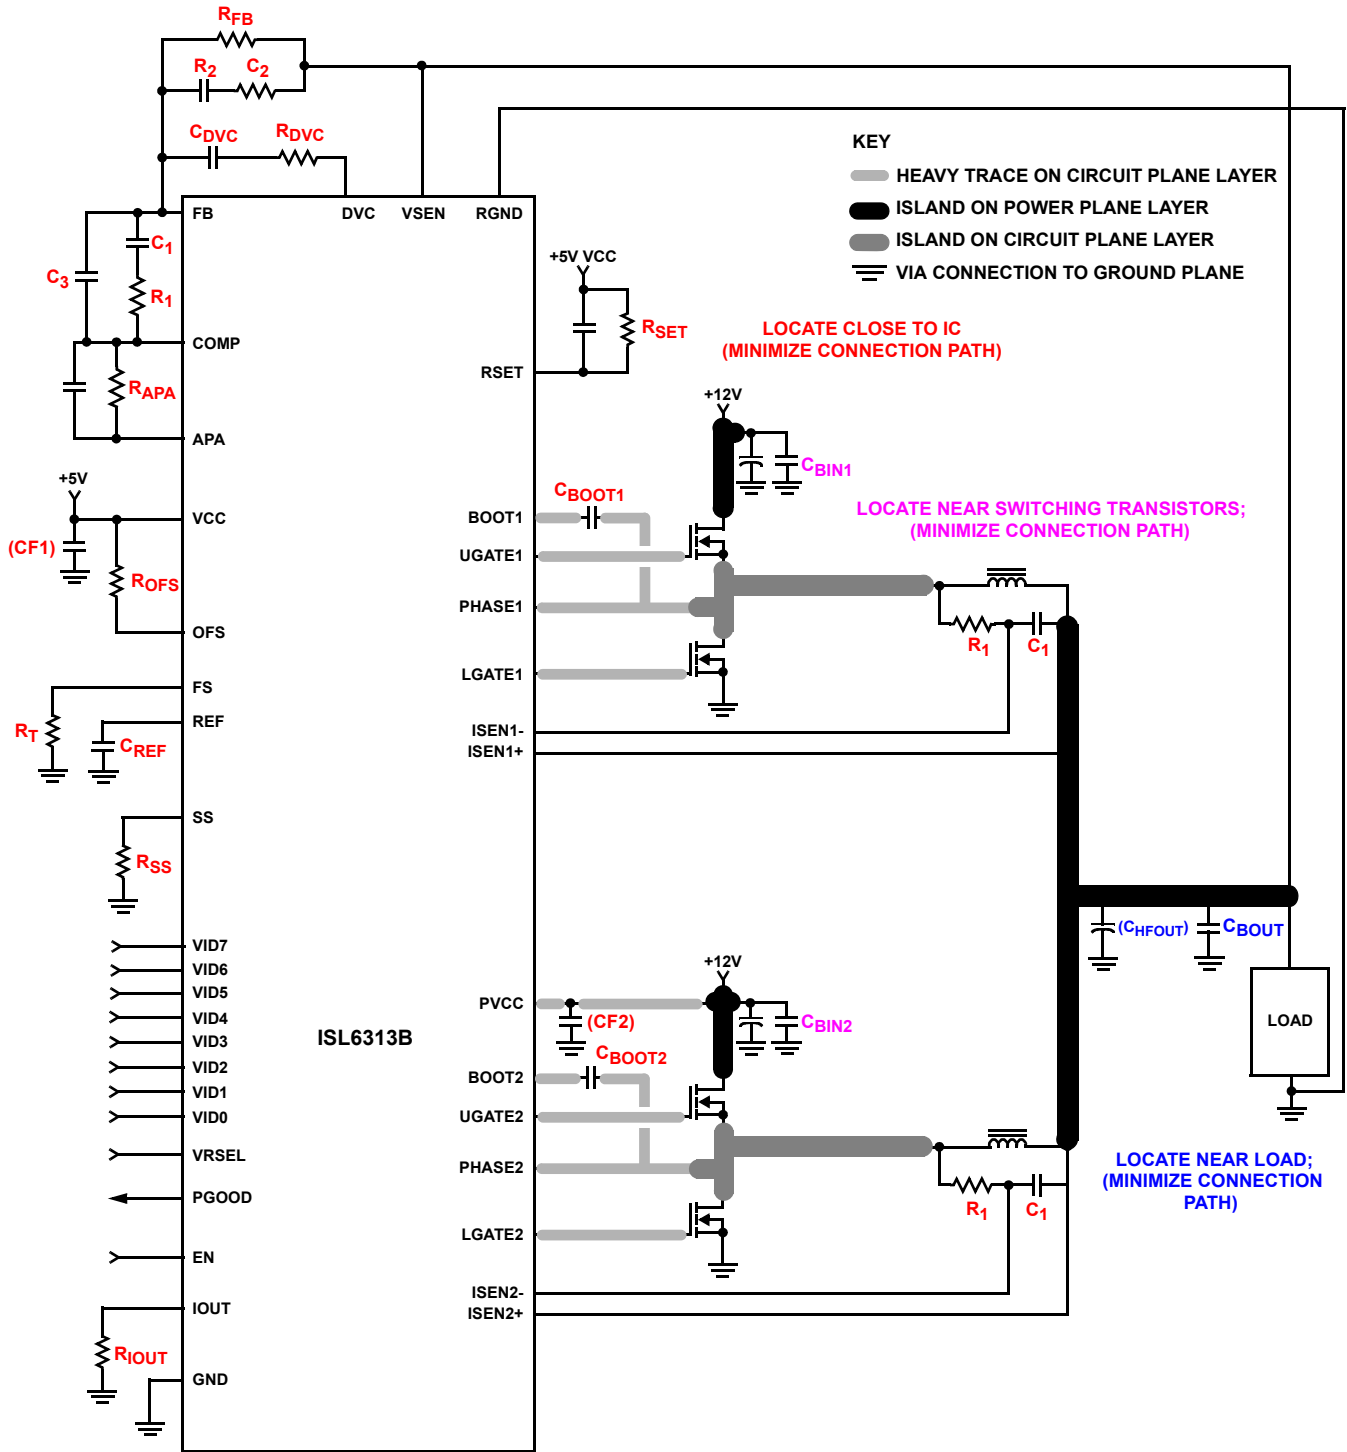 RFB
R2 C2
CDVC RDVC
FB DVC VSEN RGND
KEY
HEAVY TRACE ON CIRCUIT PLANE LAYER
ISLAND ON POWER PLANE LAYER
ISLAND ON CIRCUIT PLANE LAYER
VIA CONNECTION TO GROUND PLANE
C1
C3
R1
COMP
RAPA
APA
+5V VCC
RSET
RSET
LOCATE CLOSE TO IC
(MINIMIZE CONNECTION PATH)
+12V
CBIN1
LOCATE NEAR SWITCHING TRANSISTORS;
(MINIMIZE CONNECTION PATH)
+5V
VCC
(CF1)
ROFS
OFS
CBOOT1
BOOT1
UGATE1
PHASE1
LGATE1
R1 C1
ISEN1-
ISEN1+
FS
RT
REF
CREF
SS
RSS
VID7
VID6
VID5
VID4
VID3
VID2
VID1
VID0
VRSEL
PGOOD
EN
IOUT
RIOUT
GND
ISL6313B
+12V
PVCC
(CF2)
CBIN2
CBOOT2
BOOT2
UGATE2
PHASE2
LGATE2
R1 C1
ISEN2-
ISEN2+
(CHFOUT) CBOUT
LOAD
LOCATE NEAR LOAD;
(MINIMIZE CONNECTION
PATH)